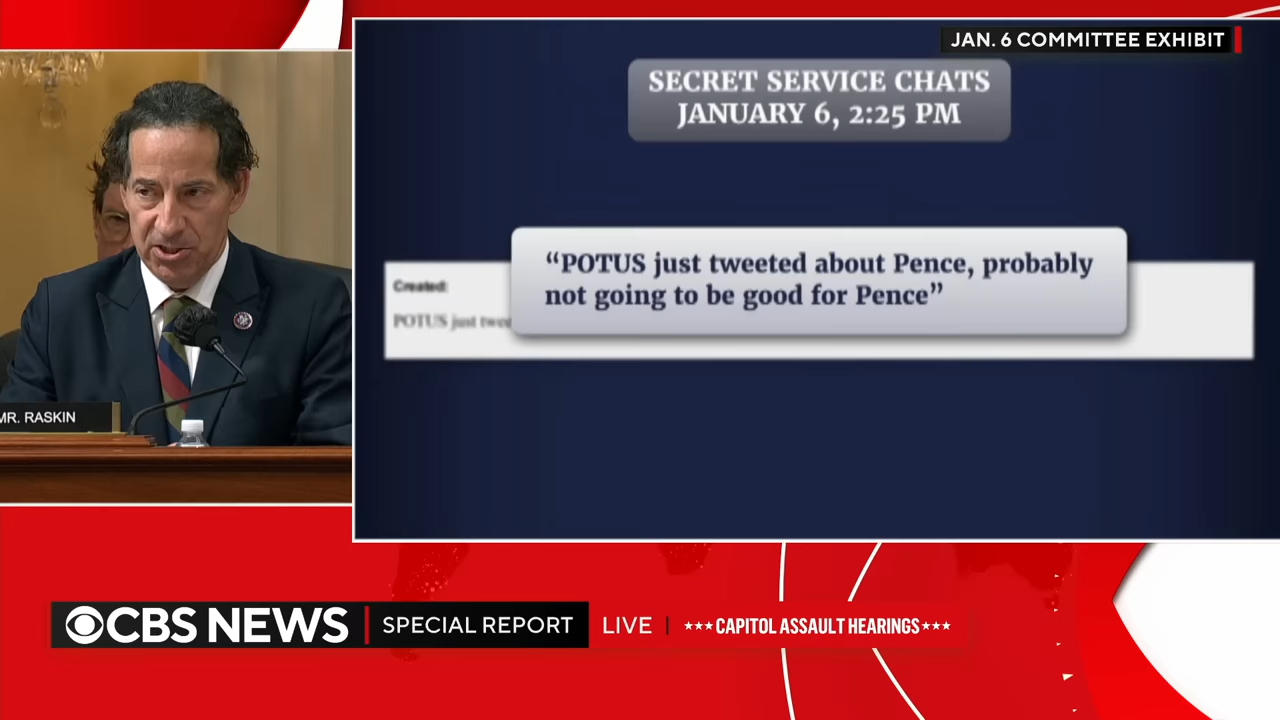 JAN. 6 COMMITTEE EXHIBIT
SECRET SERVICE CHATS
JANUARY 6, 2:25 PM
“POTUS just tweeted about Pence, probably
not going to be good for Pence”
Created:
POTUS just twee
MR. RASKIN
CBS NEWS SPECIAL REPORT LIVE CAPITOL ASSAULT HEARINGS